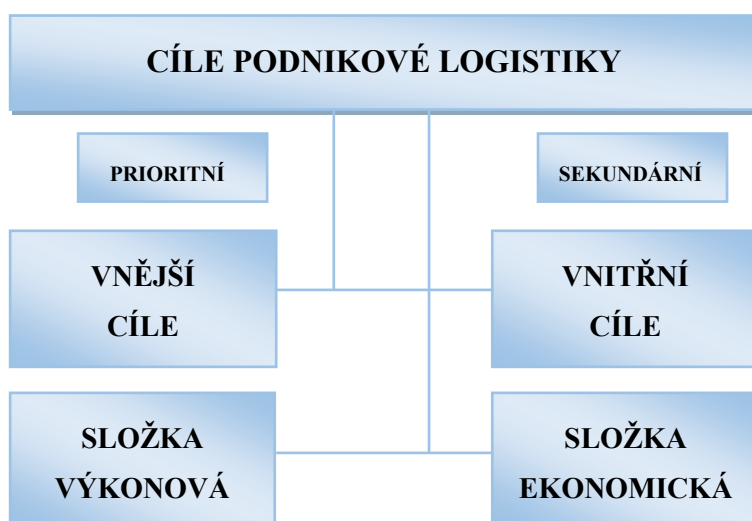 CÍLE PODNIKOVÉ LOGISTIKY
PRIORITNÍ
SEKUNDÁRNÍ
VNĚJŠÍ
CÍLE
VNITŘNÍ
CÍLE
SLOŽKA
VÝKONOVÁ
SLOŽKA
EKONOMICKÁ